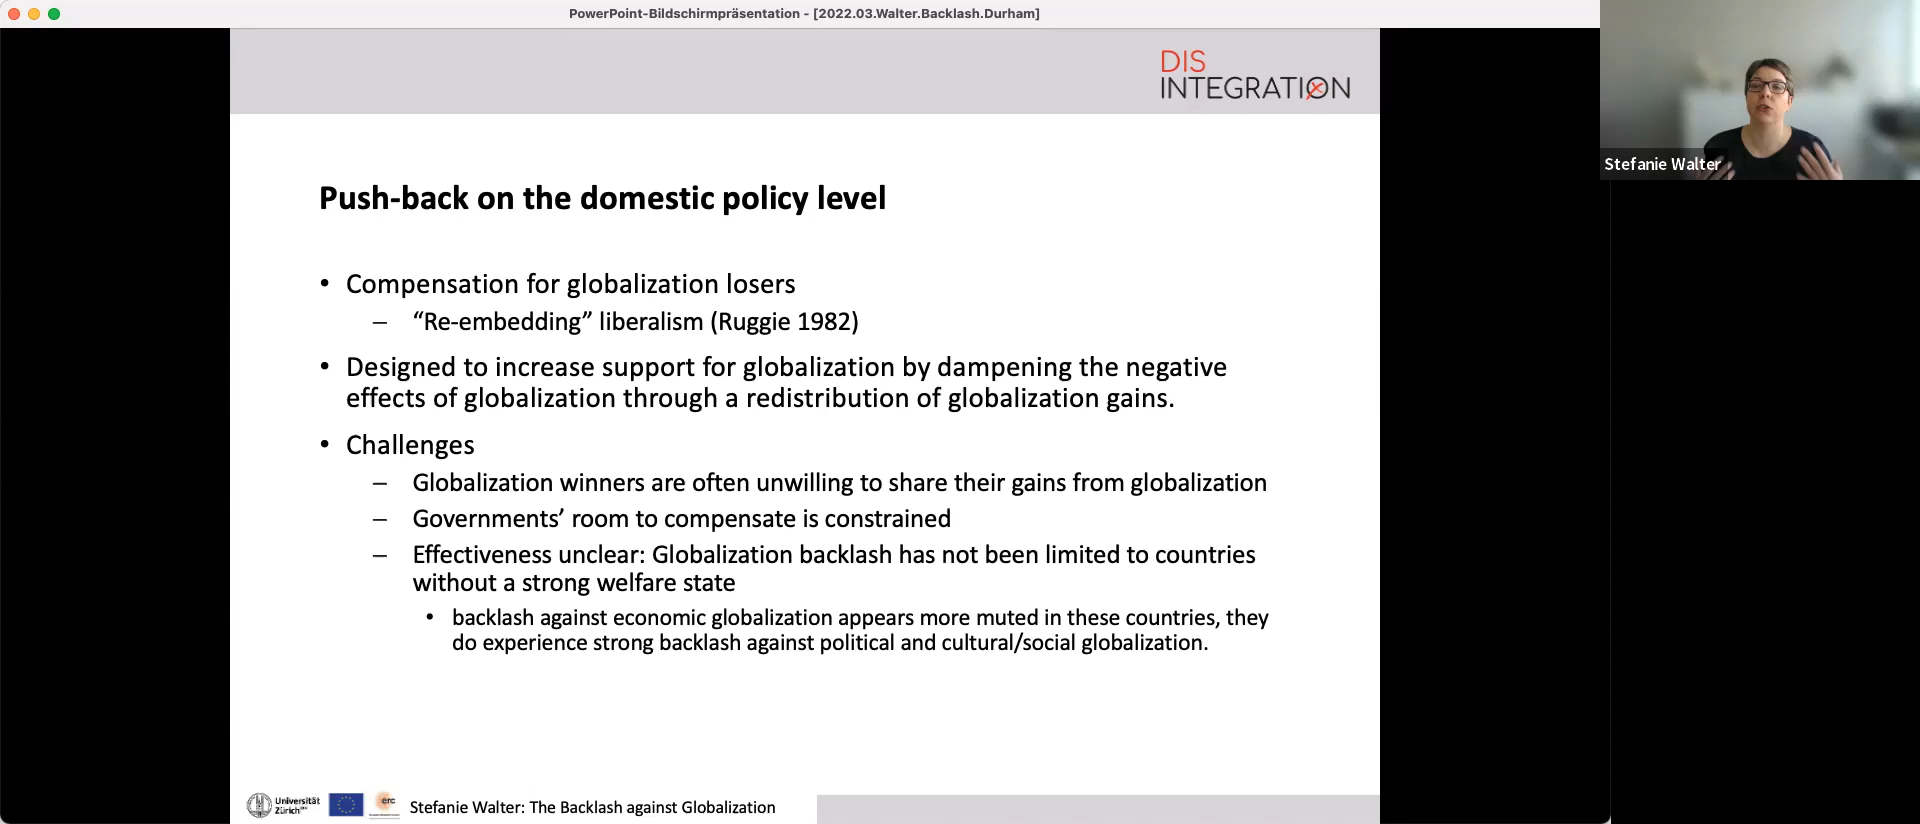 PowerPoint-Bildschirmpräsentation - [2022.03.Walter.Backlash.Durham]
DIS
INTEGRATION
Stefanie Walter
Push-back on the domestic policy level
• Compensation for globalization losers
– “Re-embedding” liberalism (Ruggie 1982)
• Designed to increase support for globalization by dampening the negative
effects of globalization through a redistribution of globalization gains.
• Challenges
– Globalization winners are often unwilling to share their gains from globalization
– Governments’ room to compensate is constrained
– Effectiveness unclear: Globalization backlash has not been limited to countries
without a strong welfare state
• backlash against economic globalization appears more muted in these countries, they
do experience strong backlash against political and cultural/social globalization.
Universität
Zürich
erc
Stefanie Walter: The Backlash against Globalization